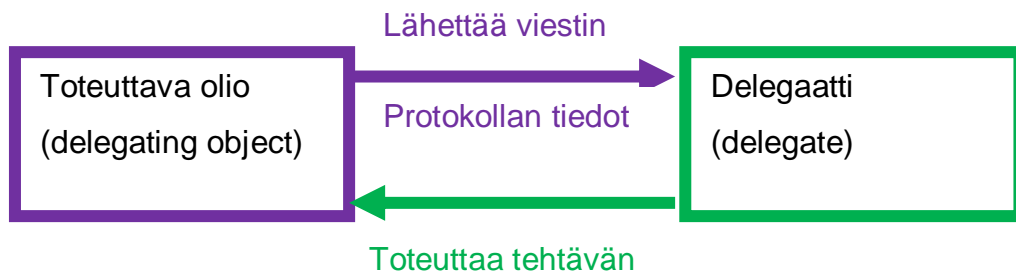 Lähettää viestin
Toteuttava olio
(delegating object)
Protokollan tiedot
Delegaatti
(delegate)
Toteuttaa tehtävän